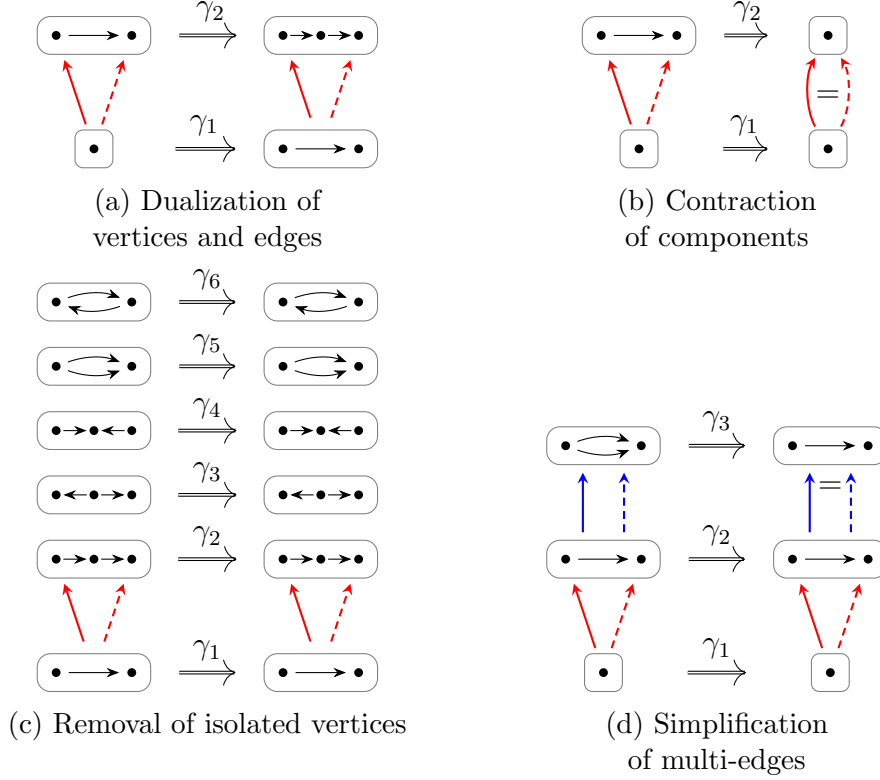 γ₂
γ₁
(a) Dualization of
vertices and edges
γ₂
=
γ₁
(b) Contraction
of components
γ₆
γ₅
γ₄
γ₃
γ₂
γ₁
(c) Removal of isolated vertices
γ₃
=
γ₂
γ₁
(d) Simplification
of multi-edges